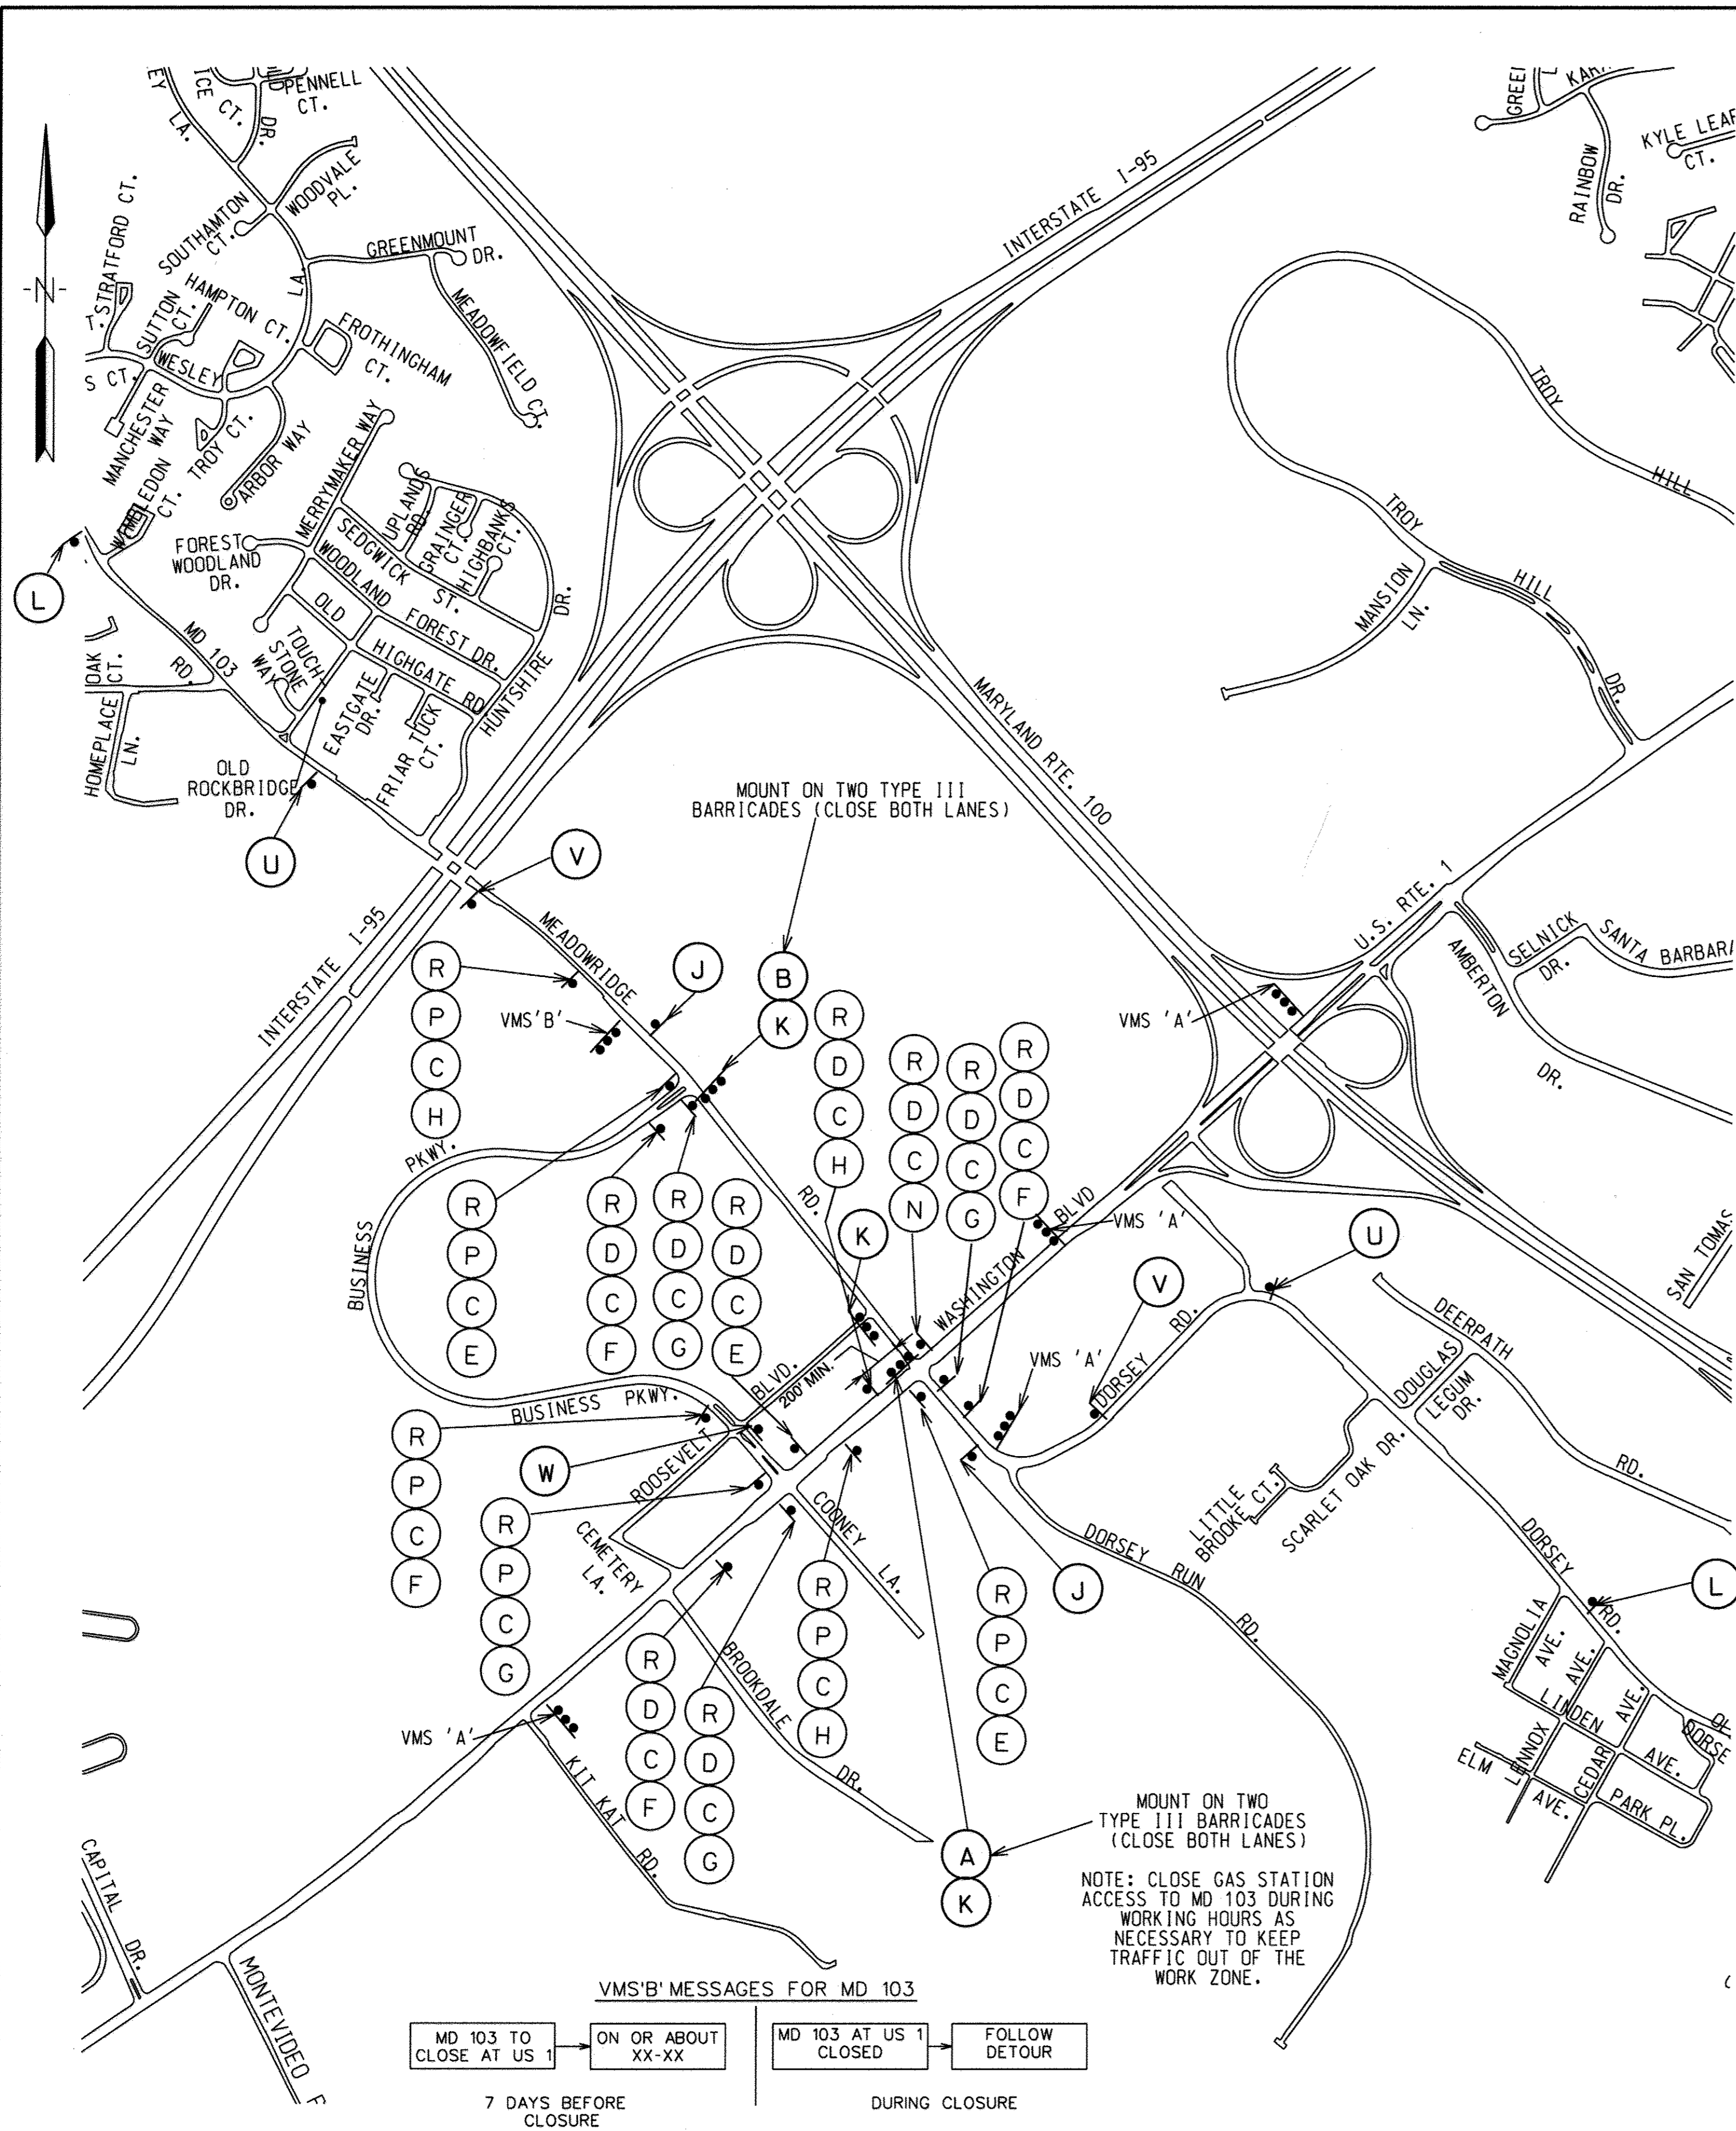 PENNELL
CT.
ICE
CT.
DR.
EY
LA.
WOODVALE
PL.
SOUTHAMTON
CT.
STRATFORD CT.
T.
SUTTON
CT.
HAMPTON CT.
LA.
GREENMOUNT
DR.
MEADOWFIELD CT.
FROTHINGHAM
CT.
WESLEY
S CT.
MANCHESTER
WAY
TROY CT.
ARBOR WAY
CT.
MERRYMAKER WAY
UPLANDS
RD.
GRAINGER
CT.
HIGHBANKS
CT.
SEDGWICK
ST.
FOREST
WOODLAND
DR.
WOODLAND
FOREST DR.
OLD
HIGHGATE RD.
TOUCH
STONE
WAY
EASTGATE
DR.
FRIAR TUCK
CT.
HUNTSHIRE
DR.
-N-
L
MD 103
RD.
OAK
CT.
HOMEPLACE
LN.
OLD
ROCKBRIDGE
DR.
U
V
INTERSTATE I-95
INTERSTATE I-95
MARYLAND RTE. 100
GREE
KAR
RAINBOW
DR.
KYLE LEAF
CT.
TROY
HILL
TROY
HILL
DR.
MANSION
LN.
U.S. RTE. 1
AMBERTON
DR.
SELNICK
DR.
SANTA BARBARA
MOUNT ON TWO TYPE III
BARRICADES (CLOSE BOTH LANES)
MEADOWRIDGE
RD.
R
P
C
H
VMS'B'
J
B
K
R
D
C
H
R
D
C
N
R
D
C
G
R
D
C
F
VMS 'A'
PKWY.
BUSINESS
R
P
C
E
R
D
C
F
R
D
C
G
R
D
C
E
K
WASHINGTON
BLVD
VMS 'A'
U
V
VMS 'A'
DORSEY
RD.
SAN TOMAS
DEERPATH
RD.
DOUGLAS
LEGUM
DR.
BLVD.
200' MIN.
BUSINESS PKWY.
ROOSEVELT
R
P
C
F
W
R
P
C
G
CEMETERY
LA.
COONEY
LA.
LITTLE
BROOKE CT.
SCARLET OAK DR.
DORSEY
RD.
DORSEY
RUN
RD.
L
R
D
C
F
R
D
C
G
R
P
C
H
R
P
C
E
J
BROOKDALE
DR.
VMS 'A'
KIT KAT
RD.
MAGNOLIA
AVE.
AVE.
AVE.
LINDEN
AVE.
LENNOX
CEDAR
ELM
AVE.
PARK PL.
DORSE
A
K
MOUNT ON TWO
TYPE III BARRICADES
(CLOSE BOTH LANES)
NOTE: CLOSE GAS STATION
ACCESS TO MD 103 DURING
WORKING HOURS AS
NECESSARY TO KEEP
TRAFFIC OUT OF THE
WORK ZONE.
CAPITAL
DR.
MONTEVIDEO
VMS'B' MESSAGES FOR MD 103
MD 103 TO
CLOSE AT US 1
ON OR ABOUT
XX-XX
MD 103 AT US 1
CLOSED
FOLLOW
DETOUR
7 DAYS BEFORE
CLOSURE
DURING CLOSURE